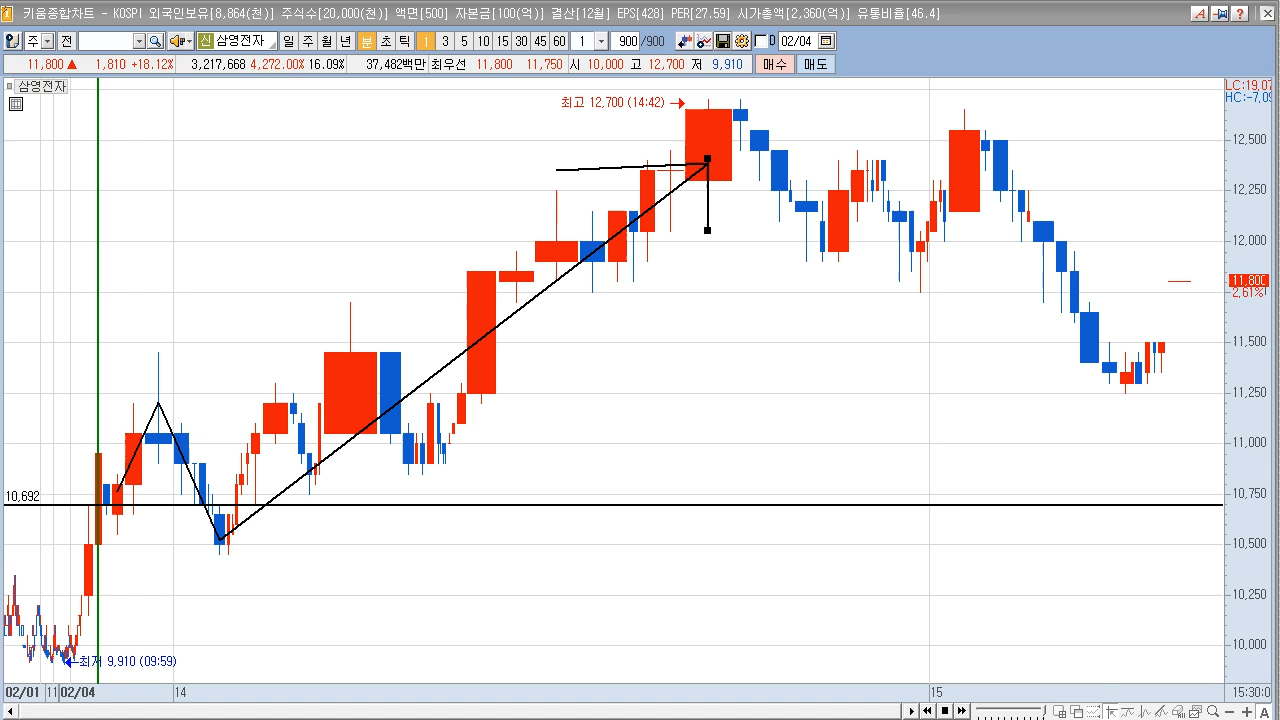 키움종합차트 - KOSPI 외국인보유[8,864(천)] 주식수[20,000(천)] 액면[500] 자본금[100(억)] 결산[12월] EPS[428] PER[27.59] 시가총액[2,360(억)] 유통비율[46.4]
주 전 신 삼영전자 일 주 월 년 분 초 틱 1 3 5 10 15 30 45 60 1 900 /900 D 02/04
11,800 ▲ 1,810 +18.12% 3,217,668 4,272.00% 16.09% 37,482백만 최우선 11,800 11,750 시 10,000 고 12,700 저 9,910 매수 매도
삼영전자
LC:19,07
HC:-7,09
최고 12,700 (14:42)
12,500
12,250
12,000
11,800
2,61%
11,500
11,250
11,000
10,750
10,692
10,500
10,250
10,000
최저 9,910 (09:59)
02/01 11 02/04 14 15 15:30:0
A